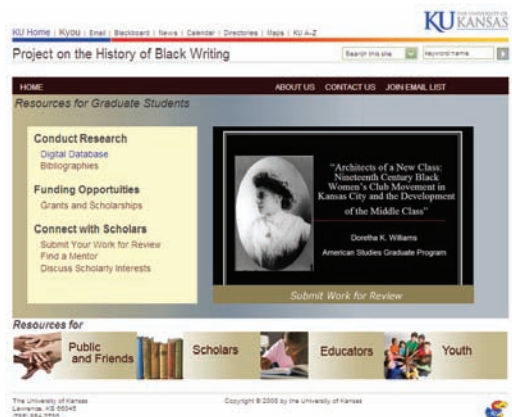 THE UNIVERSITY OF
KU KANSAS
KU Home | Kyou | Email | Blackboard | News | Calendar | Directories | Maps | KU A-Z
Project on the History of Black Writing
Search this site
keyword/name
HOME
ABOUT US CONTACT US JOIN EMAIL LIST
Resources for Graduate Students
Conduct Research
Digital Database
Bibliographies
Funding Opportunities
Grants and Scholarships
Connect with Scholars
Submit Your Work for Review
Find a Mentor
Discuss Scholarly Interests
"Architects of a New Class:
Nineteenth Century Black
Women's Club Movement in
Kansas City and the Development
of the Middle Class"
Doretha K. Williams
American Studies Graduate Program
Submit Work for Review
Resources for
Public
and Friends
Scholars
Educators
Youth
The University of Kansas
Lawrence, KS 66045
Copyright © 2008 by the University of Kansas